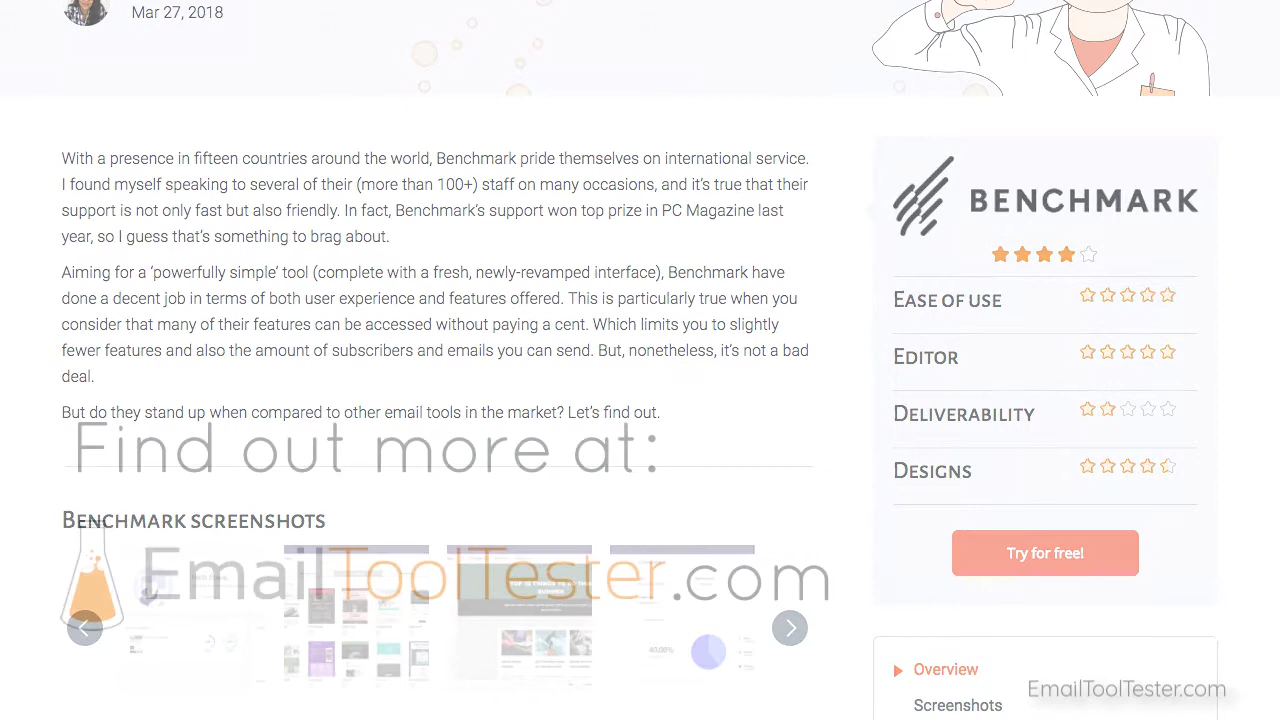 Mar 27, 2018
With a presence in fifteen countries around the world, Benchmark pride themselves on international service.
I found myself speaking to several of their (more than 100+) staff on many occasions, and it's true that their
support is not only fast but also friendly. In fact, Benchmark's support won top prize in PC Magazine last
year, so I guess that's something to brag about.
Aiming for a ‘powerfully simple’ tool (complete with a fresh, newly-revamped interface), Benchmark have
done a decent job in terms of both user experience and features offered. This is particularly true when you
consider that many of their features can be accessed without paying a cent. Which limits you to slightly
fewer features and also the amount of subscribers and emails you can send. But, nonetheless, it's not a bad
deal.
But do they stand up when compared to other email tools in the market? Let's find out.
Find out more at:
Benchmark screenshots
EmailToolTester.com
40.00%
BENCHMARK
Ease of use
Editor
Deliverability
Designs
Try for free!
Overview
Screenshots
EmailToolTester.com